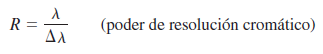 R = λ / Δλ (poder de resolución cromático)